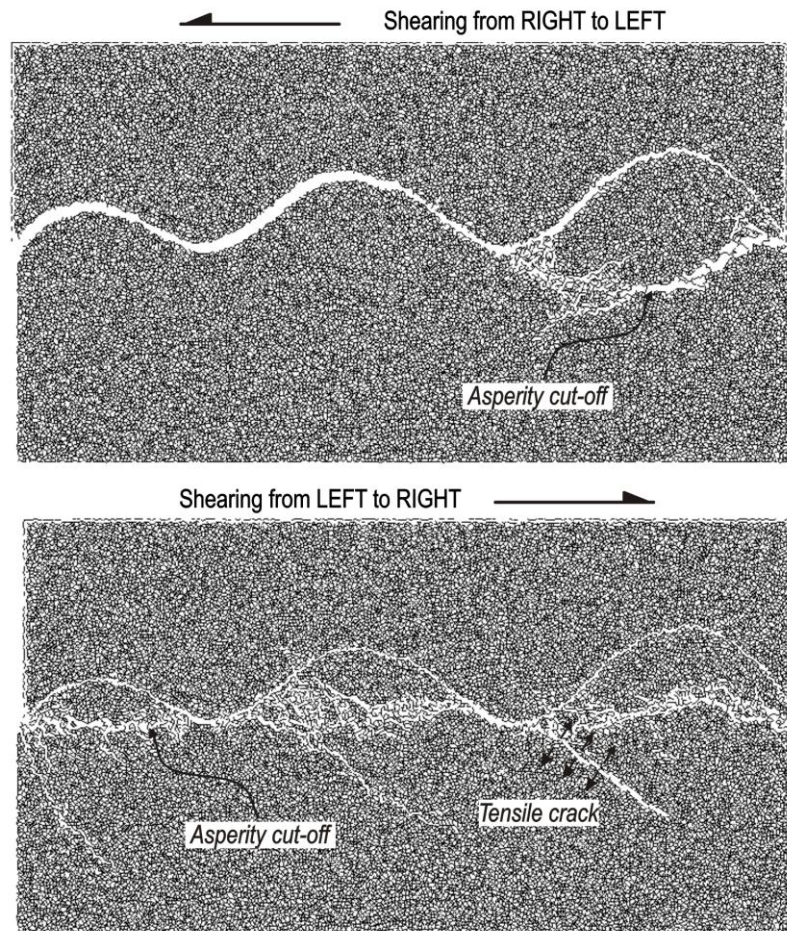 Shearing from RIGHT to LEFT
Asperity cut-off
Shearing from LEFT to RIGHT
Asperity cut-off
Tensile crack